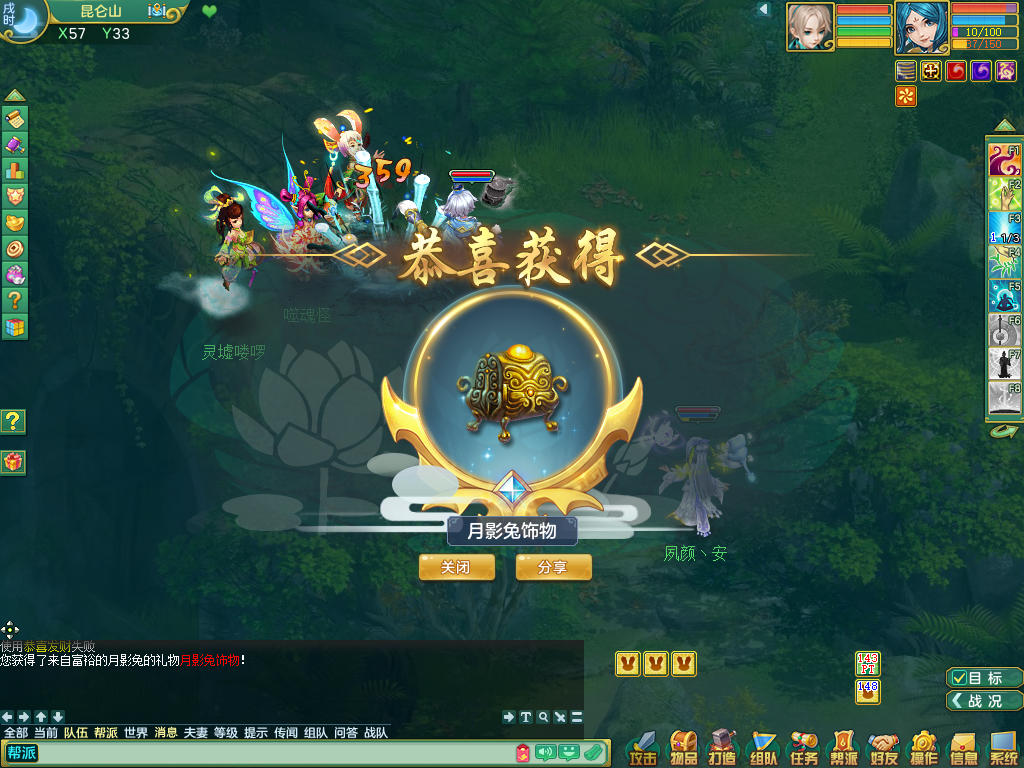 戌时
昆仑山
X57 Y33
10/100
37/150
F1
F2
F3
1 1/3
F4
F5
F6
F7
F8
359
恭喜获得
噬魂怪
灵墟喽啰
月影兔饰物
关闭
分享
夙颜丶安
使用恭喜发财失败
您获得了来自富裕的月影兔的礼物月影兔饰物!
143
PT
148
目标
战况
全部 当前 队伍 帮派 世界 消息 夫妻 等级 提示 传闻 组队 问答 战队
帮派
攻击 物品 打造 组队 任务 帮派 好友 操作 信息 系统